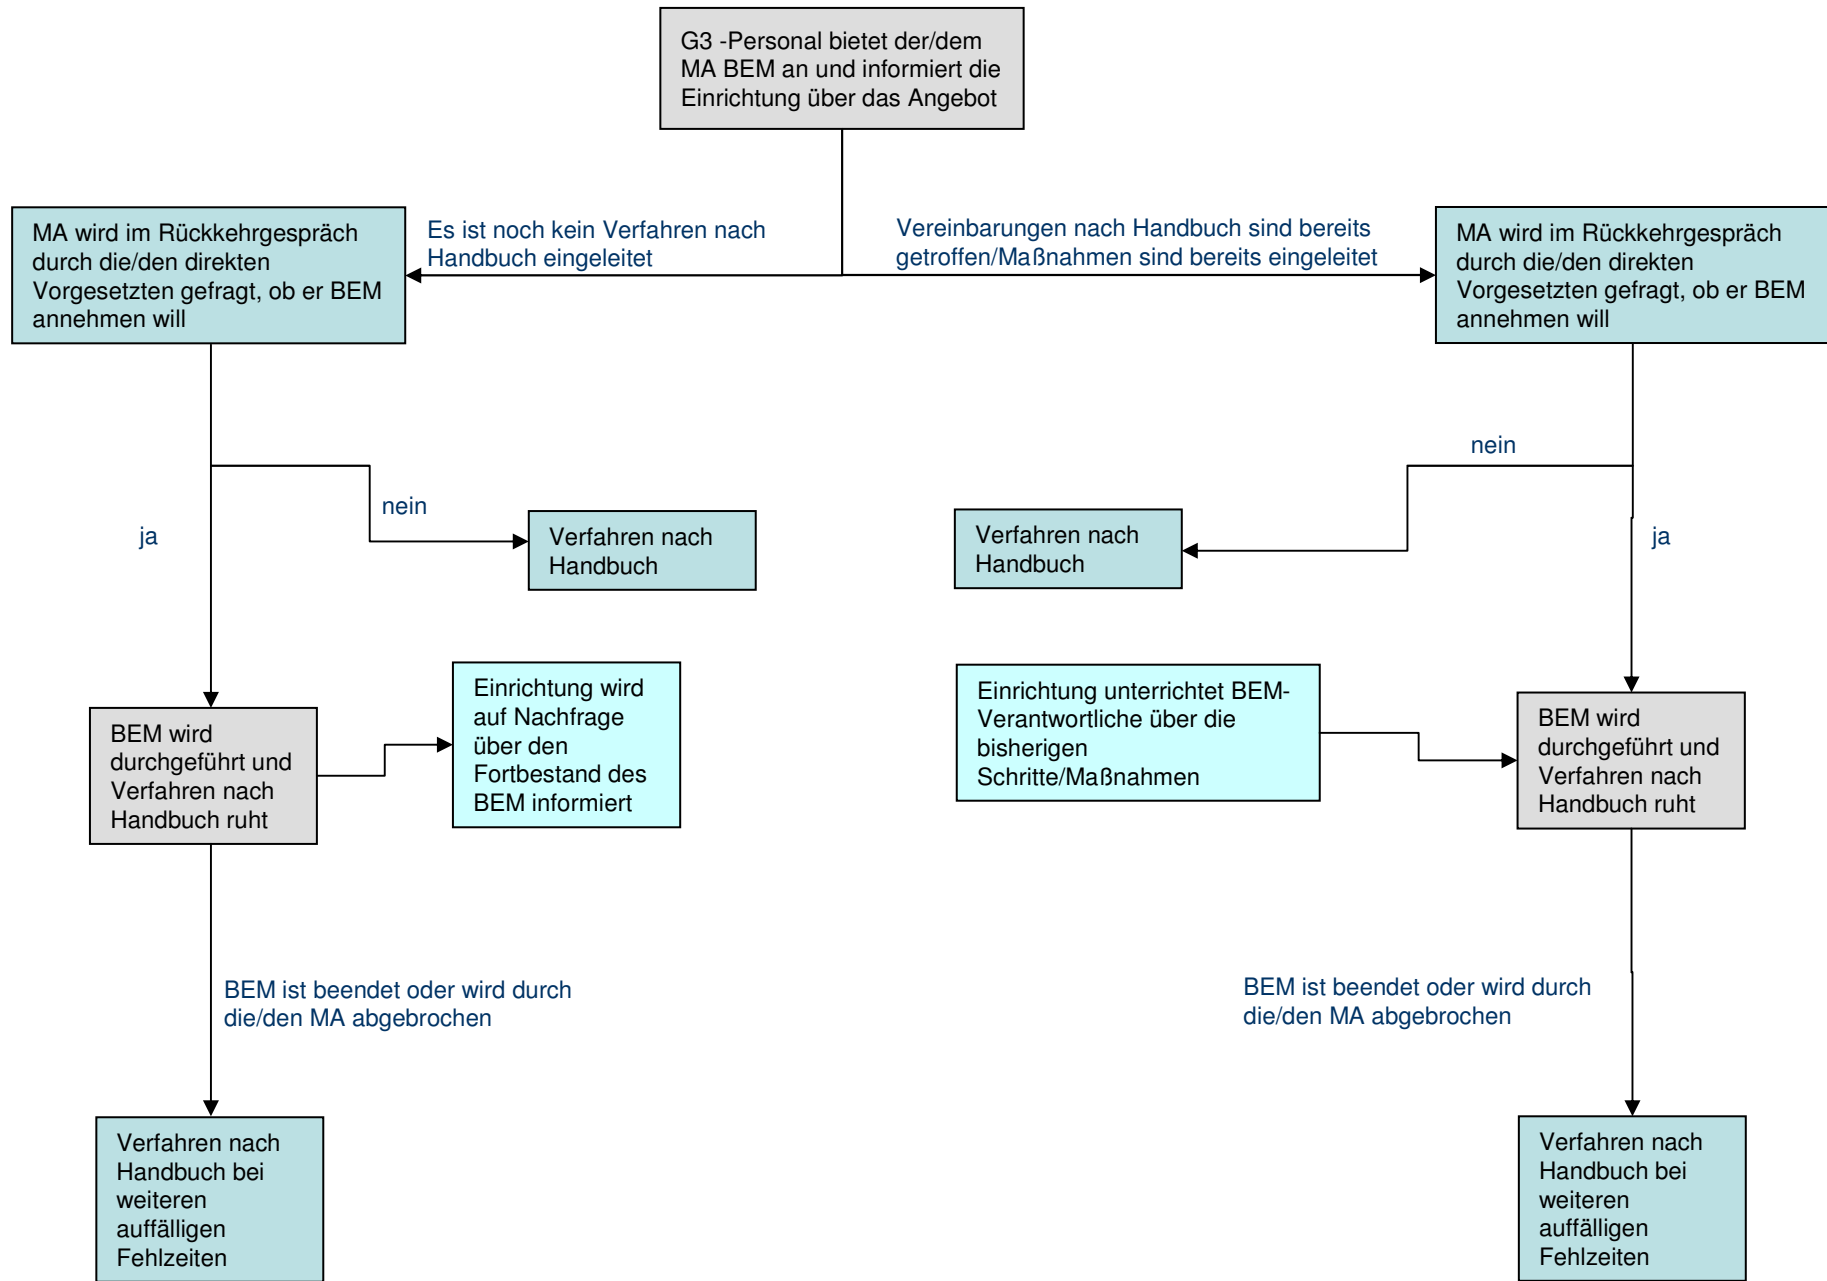 G3 -Personal bietet der/dem
MA BEM an und informiert die
Einrichtung über das Angebot
MA wird im Rückkehrgespräch
durch die/den direkten
Vorgesetzten gefragt, ob er BEM
annehmen will
Es ist noch kein Verfahren nach
Handbuch eingeleitet
Vereinbarungen nach Handbuch sind bereits
getroffen/Maßnahmen sind bereits eingeleitet
MA wird im Rückkehrgespräch
durch die/den direkten
Vorgesetzten gefragt, ob er BEM
annehmen will
ja
nein
Verfahren nach
Handbuch
nein
Verfahren nach
Handbuch
ja
BEM wird
durchgeführt und
Verfahren nach
Handbuch ruht
Einrichtung wird
auf Nachfrage
über den
Fortbestand des
BEM informiert
Einrichtung unterrichtet BEM-
Verantwortliche über die
bisherigen
Schritte/Maßnahmen
BEM wird
durchgeführt und
Verfahren nach
Handbuch ruht
BEM ist beendet oder wird durch
die/den MA abgebrochen
BEM ist beendet oder wird durch
die/den MA abgebrochen
Verfahren nach
Handbuch bei
weiteren
auffälligen
Fehlzeiten
Verfahren nach
Handbuch bei
weiteren
auffälligen
Fehlzeiten